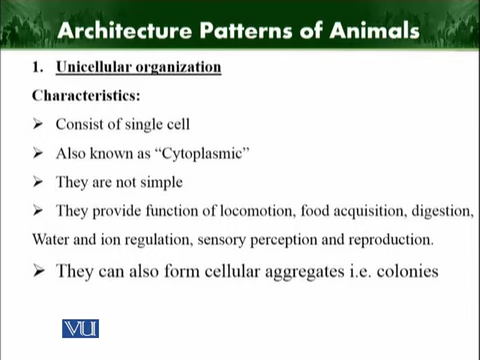 Architecture Patterns of Animals
1. Unicellular organization
Characteristics:
➢ Consist of single cell
➢ Also known as “Cytoplasmic”
➢ They are not simple
➢ They provide function of locomotion, food acquisition, digestion,
Water and ion regulation, sensory perception and reproduction.
➢ They can also form cellular aggregates i.e. colonies
VU